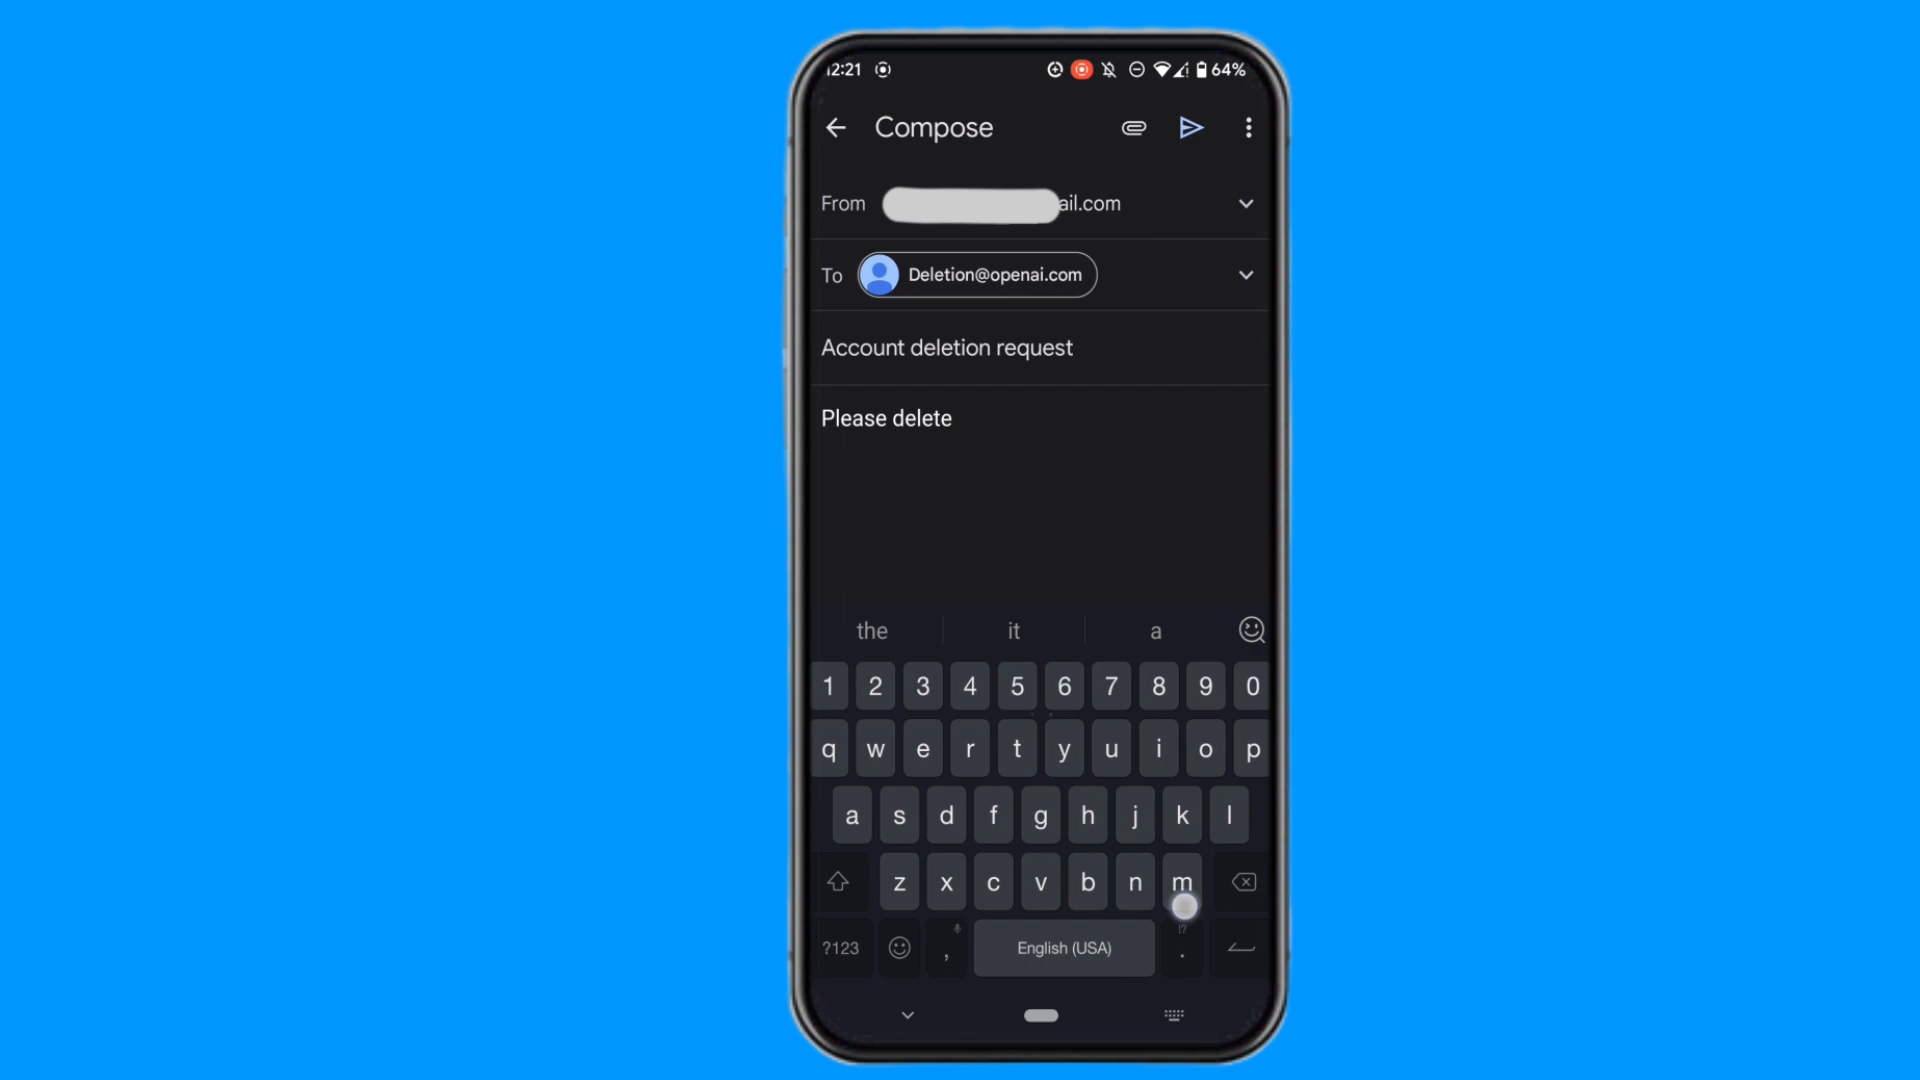 12:21 64%
Compose
From ail.com
To Deletion@openai.com
Account deletion request
Please delete
the it a
1 2 3 4 5 6 7 8 9 0
q w e r t y u i o p
a s d f g h j k l
z x c v b n m
!?
?123 , English (USA) .